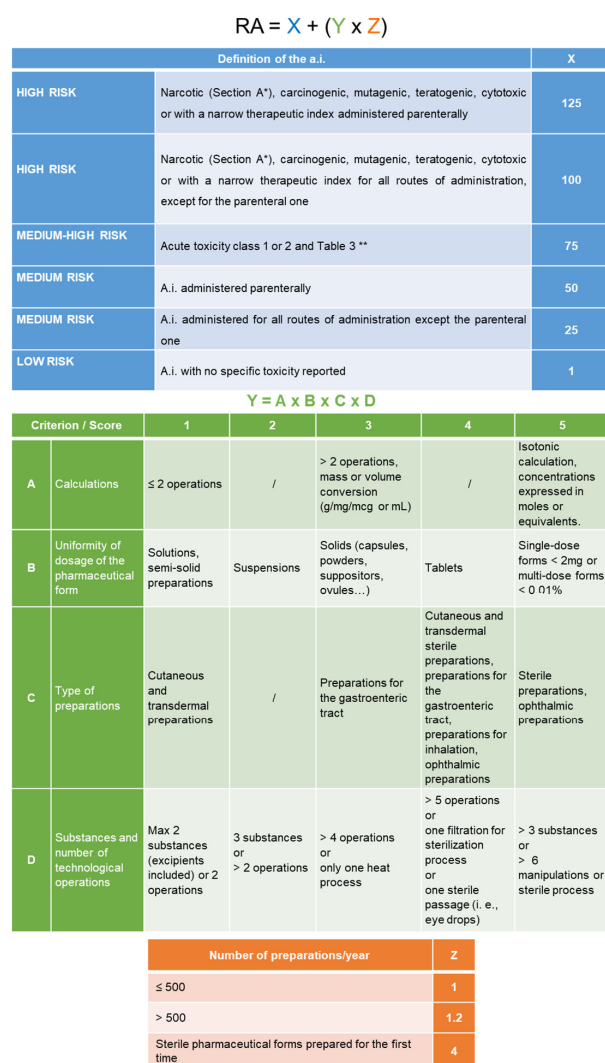 RA = X + (Y x Z)
Definition of the a.i. X
HIGH RISK
Narcotic (Section A*), carcinogenic, mutagenic, teratogenic, cytotoxic
or with a narrow therapeutic index administered parenterally
125
HIGH RISK
Narcotic (Section A*), carcinogenic, mutagenic, teratogenic, cytotoxic
or with a narrow therapeutic index for all routes of administration,
except for the parenteral one
100
MEDIUM-HIGH RISK
Acute toxicity class 1 or 2 and Table 3 **
75
MEDIUM RISK
A.i. administered parenterally
50
MEDIUM RISK
A.i. administered for all routes of administration except the parenteral
one
25
LOW RISK
A.i. with no specific toxicity reported
1
Y = A x B x C x D
Criterion / Score 1 2 3 4 5
A
Calculations
≤ 2 operations
/
> 2 operations,
mass or volume
conversion
(g/mg/mcg or mL)
/
Isotonic
calculation,
concentrations
expressed in
moles or
equivalents.
B
Uniformity of
dosage of the
pharmaceutical
form
Solutions,
semi-solid
preparations
Suspensions
Solids (capsules,
powders,
suppositors,
ovules…)
Tablets
Single-dose
forms < 2mg or
multi-dose forms
< 0 01%
C
Type of
preparations
Cutaneous
and
transdermal
preparations
/
Preparations for
the gastroenteric
tract
Cutaneous and
transdermal
sterile
preparations,
preparations for
the
gastroenteric
tract,
preparations for
inhalation,
ophthalmic
preparations
Sterile
preparations,
ophthalmic
preparations
D
Substances and
number of
technological
operations
Max 2
substances
(excipients
included) or 2
operations
3 substances
or
> 2 operations
> 4 operations
or
only one heat
process
> 5 operations
or
one filtration for
sterilization
process
or
one sterile
passage (i. e.,
eye drops)
> 3 substances
or
> 6
manipulations or
sterile process
Number of preparations/year Z
≤ 500 1
> 500 1.2
Sterile pharmaceutical forms prepared for the first
time
4